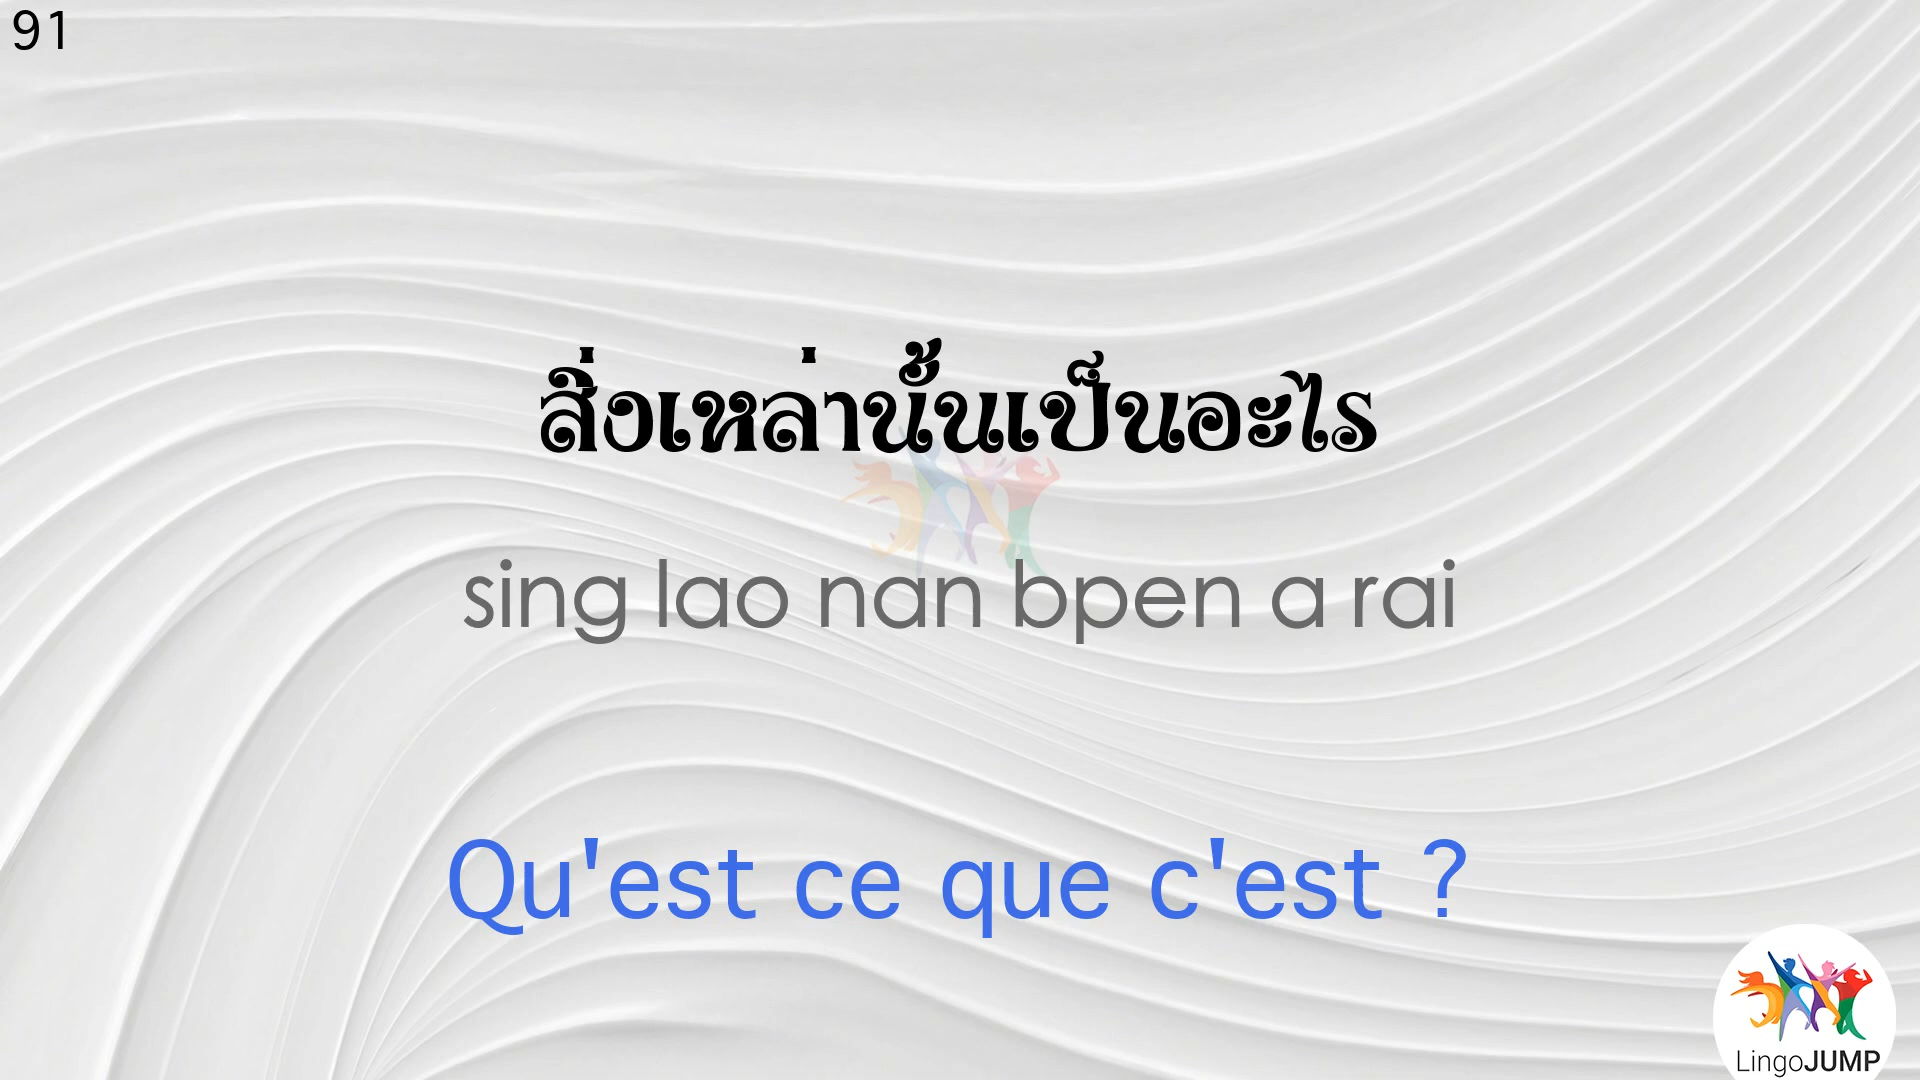 91
สิ่งเหล่านั้นเป็นอะไร
sing lao nan bpen a rai
Qu'est ce que c'est ?
LingoJUMP